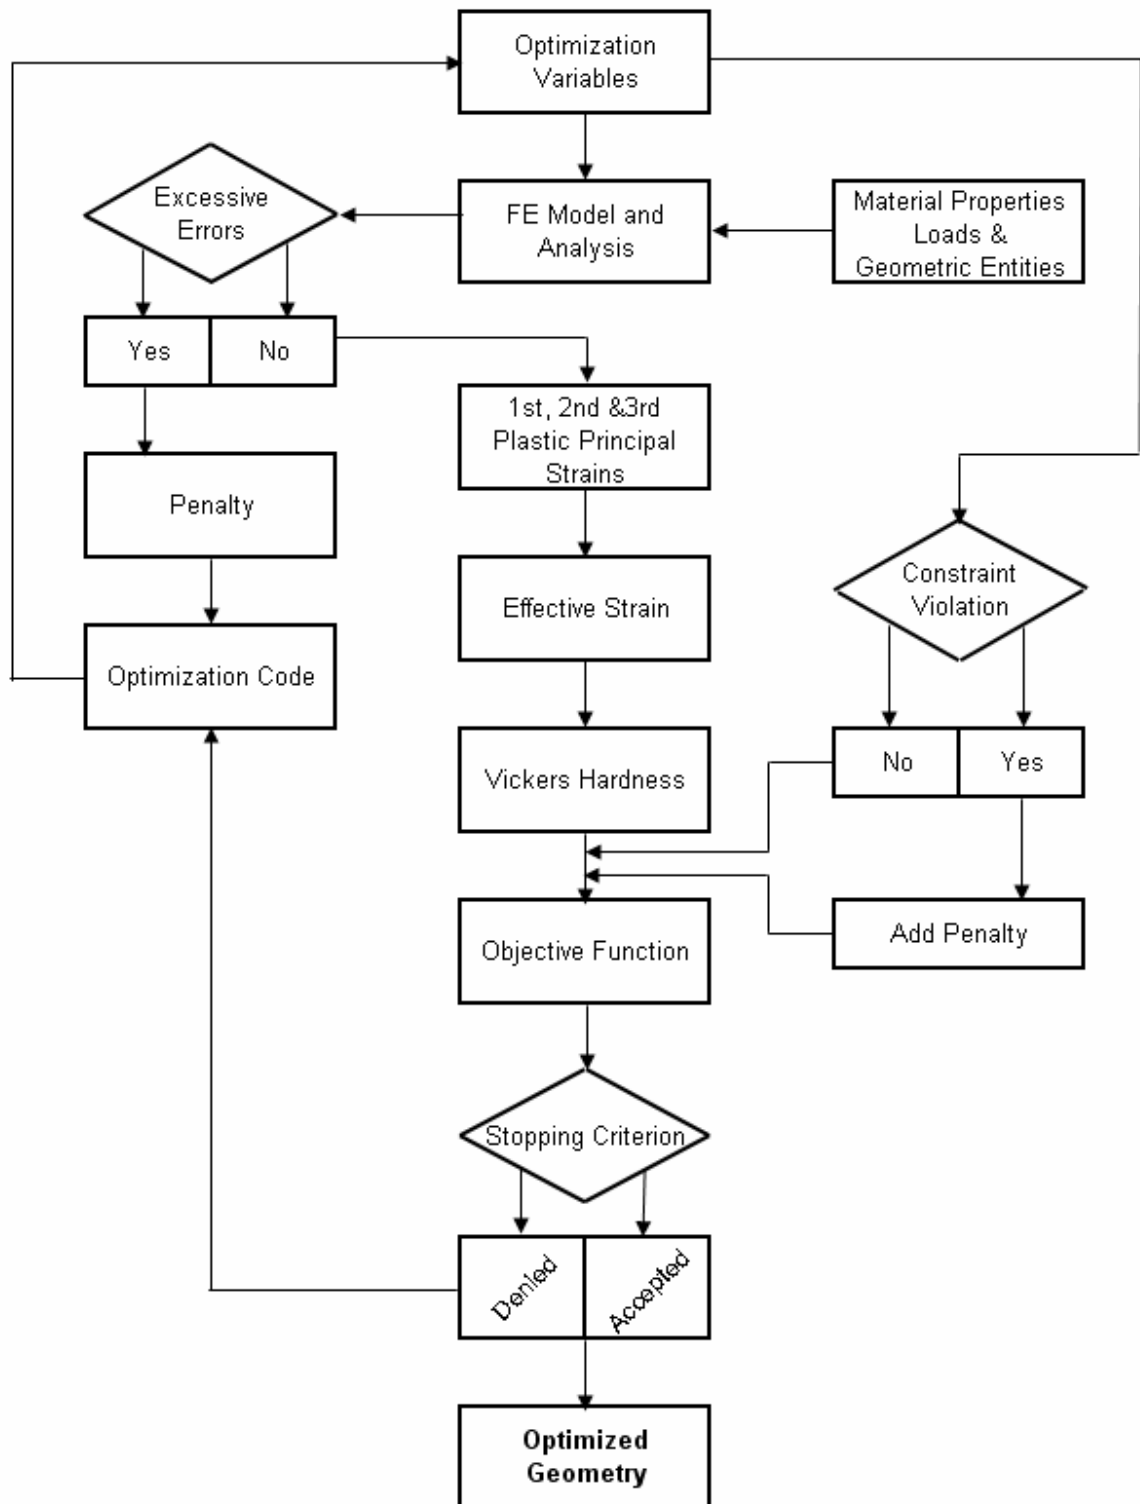 Optimization
Variables
Excessive
Errors
FE Model and
Analysis
Material Properties
Loads &
Geometric Entities
Yes
No
1st, 2nd &3rd
Plastic Principal
Strains
Penalty
Effective Strain
Constraint
Violation
Optimization Code
Vickers Hardness
No
Yes
Objective Function
Add Penalty
Stopping Criterion
Denied
Accepted
Optimized
Geometry